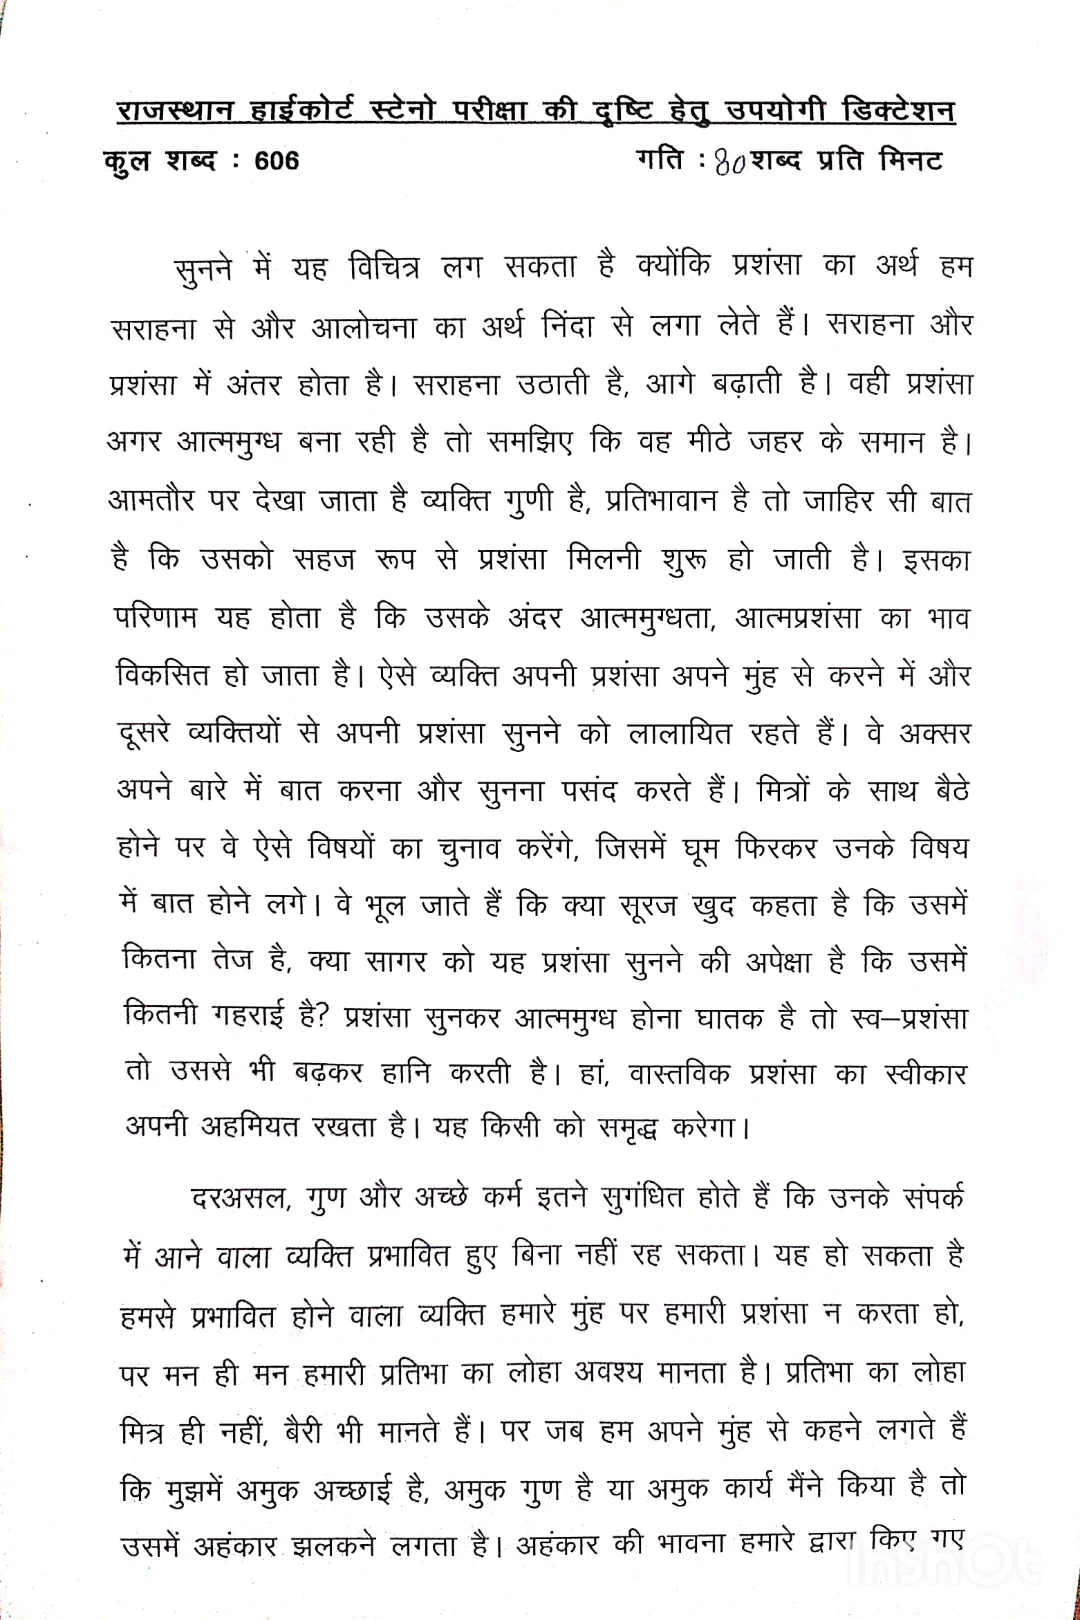 राजस्थान हाईकोर्ट स्टेनो परीक्षा की दृष्टि हेतु उपयोगी डिक्टेशन
कुल शब्द : 606 गति : 80 शब्द प्रति मिनट
सुनने में यह विचित्र लग सकता है क्योंकि प्रशंसा का अर्थ हम
सराहना से और आलोचना का अर्थ निंदा से लगा लेते हैं। सराहना और
प्रशंसा में अंतर होता है। सराहना उठाती है, आगे बढ़ाती है। वही प्रशंसा
अगर आत्ममुग्ध बना रही है तो समझिए कि वह मीठे जहर के समान है।
आमतौर पर देखा जाता है व्यक्ति गुणी है, प्रतिभावान है तो जाहिर सी बात
है कि उसको सहज रूप से प्रशंसा मिलनी शुरू हो जाती है। इसका
परिणाम यह होता है कि उसके अंदर आत्ममुग्धता, आत्मप्रशंसा का भाव
विकसित हो जाता है। ऐसे व्यक्ति अपनी प्रशंसा अपने मुंह से करने में और
दूसरे व्यक्तियों से अपनी प्रशंसा सुनने को लालायित रहते हैं। वे अक्सर
अपने बारे में बात करना और सुनना पसंद करते हैं। मित्रों के साथ बैठे
होने पर वे ऐसे विषयों का चुनाव करेंगे, जिसमें घूम फिरकर उनके विषय
में बात होने लगे। वे भूल जाते हैं कि क्या सूरज खुद कहता है कि उसमें
कितना तेज है, क्या सागर को यह प्रशंसा सुनने की अपेक्षा है कि उसमें
कितनी गहराई है? प्रशंसा सुनकर आत्ममुग्ध होना घातक है तो स्व–प्रशंसा
तो उससे भी बढ़कर हानि करती है। हां, वास्तविक प्रशंसा का स्वीकार
अपनी अहमियत रखता है। यह किसी को समृद्ध करेगा।
दरअसल, गुण और अच्छे कर्म इतने सुगंधित होते हैं कि उनके संपर्क
में आने वाला व्यक्ति प्रभावित हुए बिना नहीं रह सकता। यह हो सकता है
हमसे प्रभावित होने वाला व्यक्ति हमारे मुंह पर हमारी प्रशंसा न करता हो,
पर मन ही मन हमारी प्रतिभा का लोहा अवश्य मानता है। प्रतिभा का लोहा
मित्र ही नहीं, बैरी भी मानते हैं। पर जब हम अपने मुंह से कहने लगते हैं
कि मुझमें अमुक अच्छाई है, अमुक गुण है या अमुक कार्य मैंने किया है तो
उसमें अहंकार झलकने लगता है। अहंकार की भावना हमारे द्वारा किए गए
InShOt